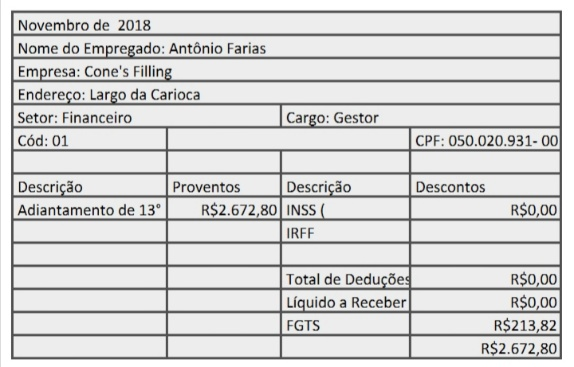 Novembro de 2018
Nome do Empregado: Antônio Farias
Empresa: Cone's Filling
Endereço: Largo da Carioca
Setor: Financeiro Cargo: Gestor
Cód: 01 CPF: 050.020.931- 00
Descrição Proventos Descrição Descontos
Adiantamento de 13° R$2.672,80 INSS ( R$0,00
IRFF
Total de Deduções R$0,00
Líquido a Receber R$0,00
FGTS R$213,82
R$2.672,80